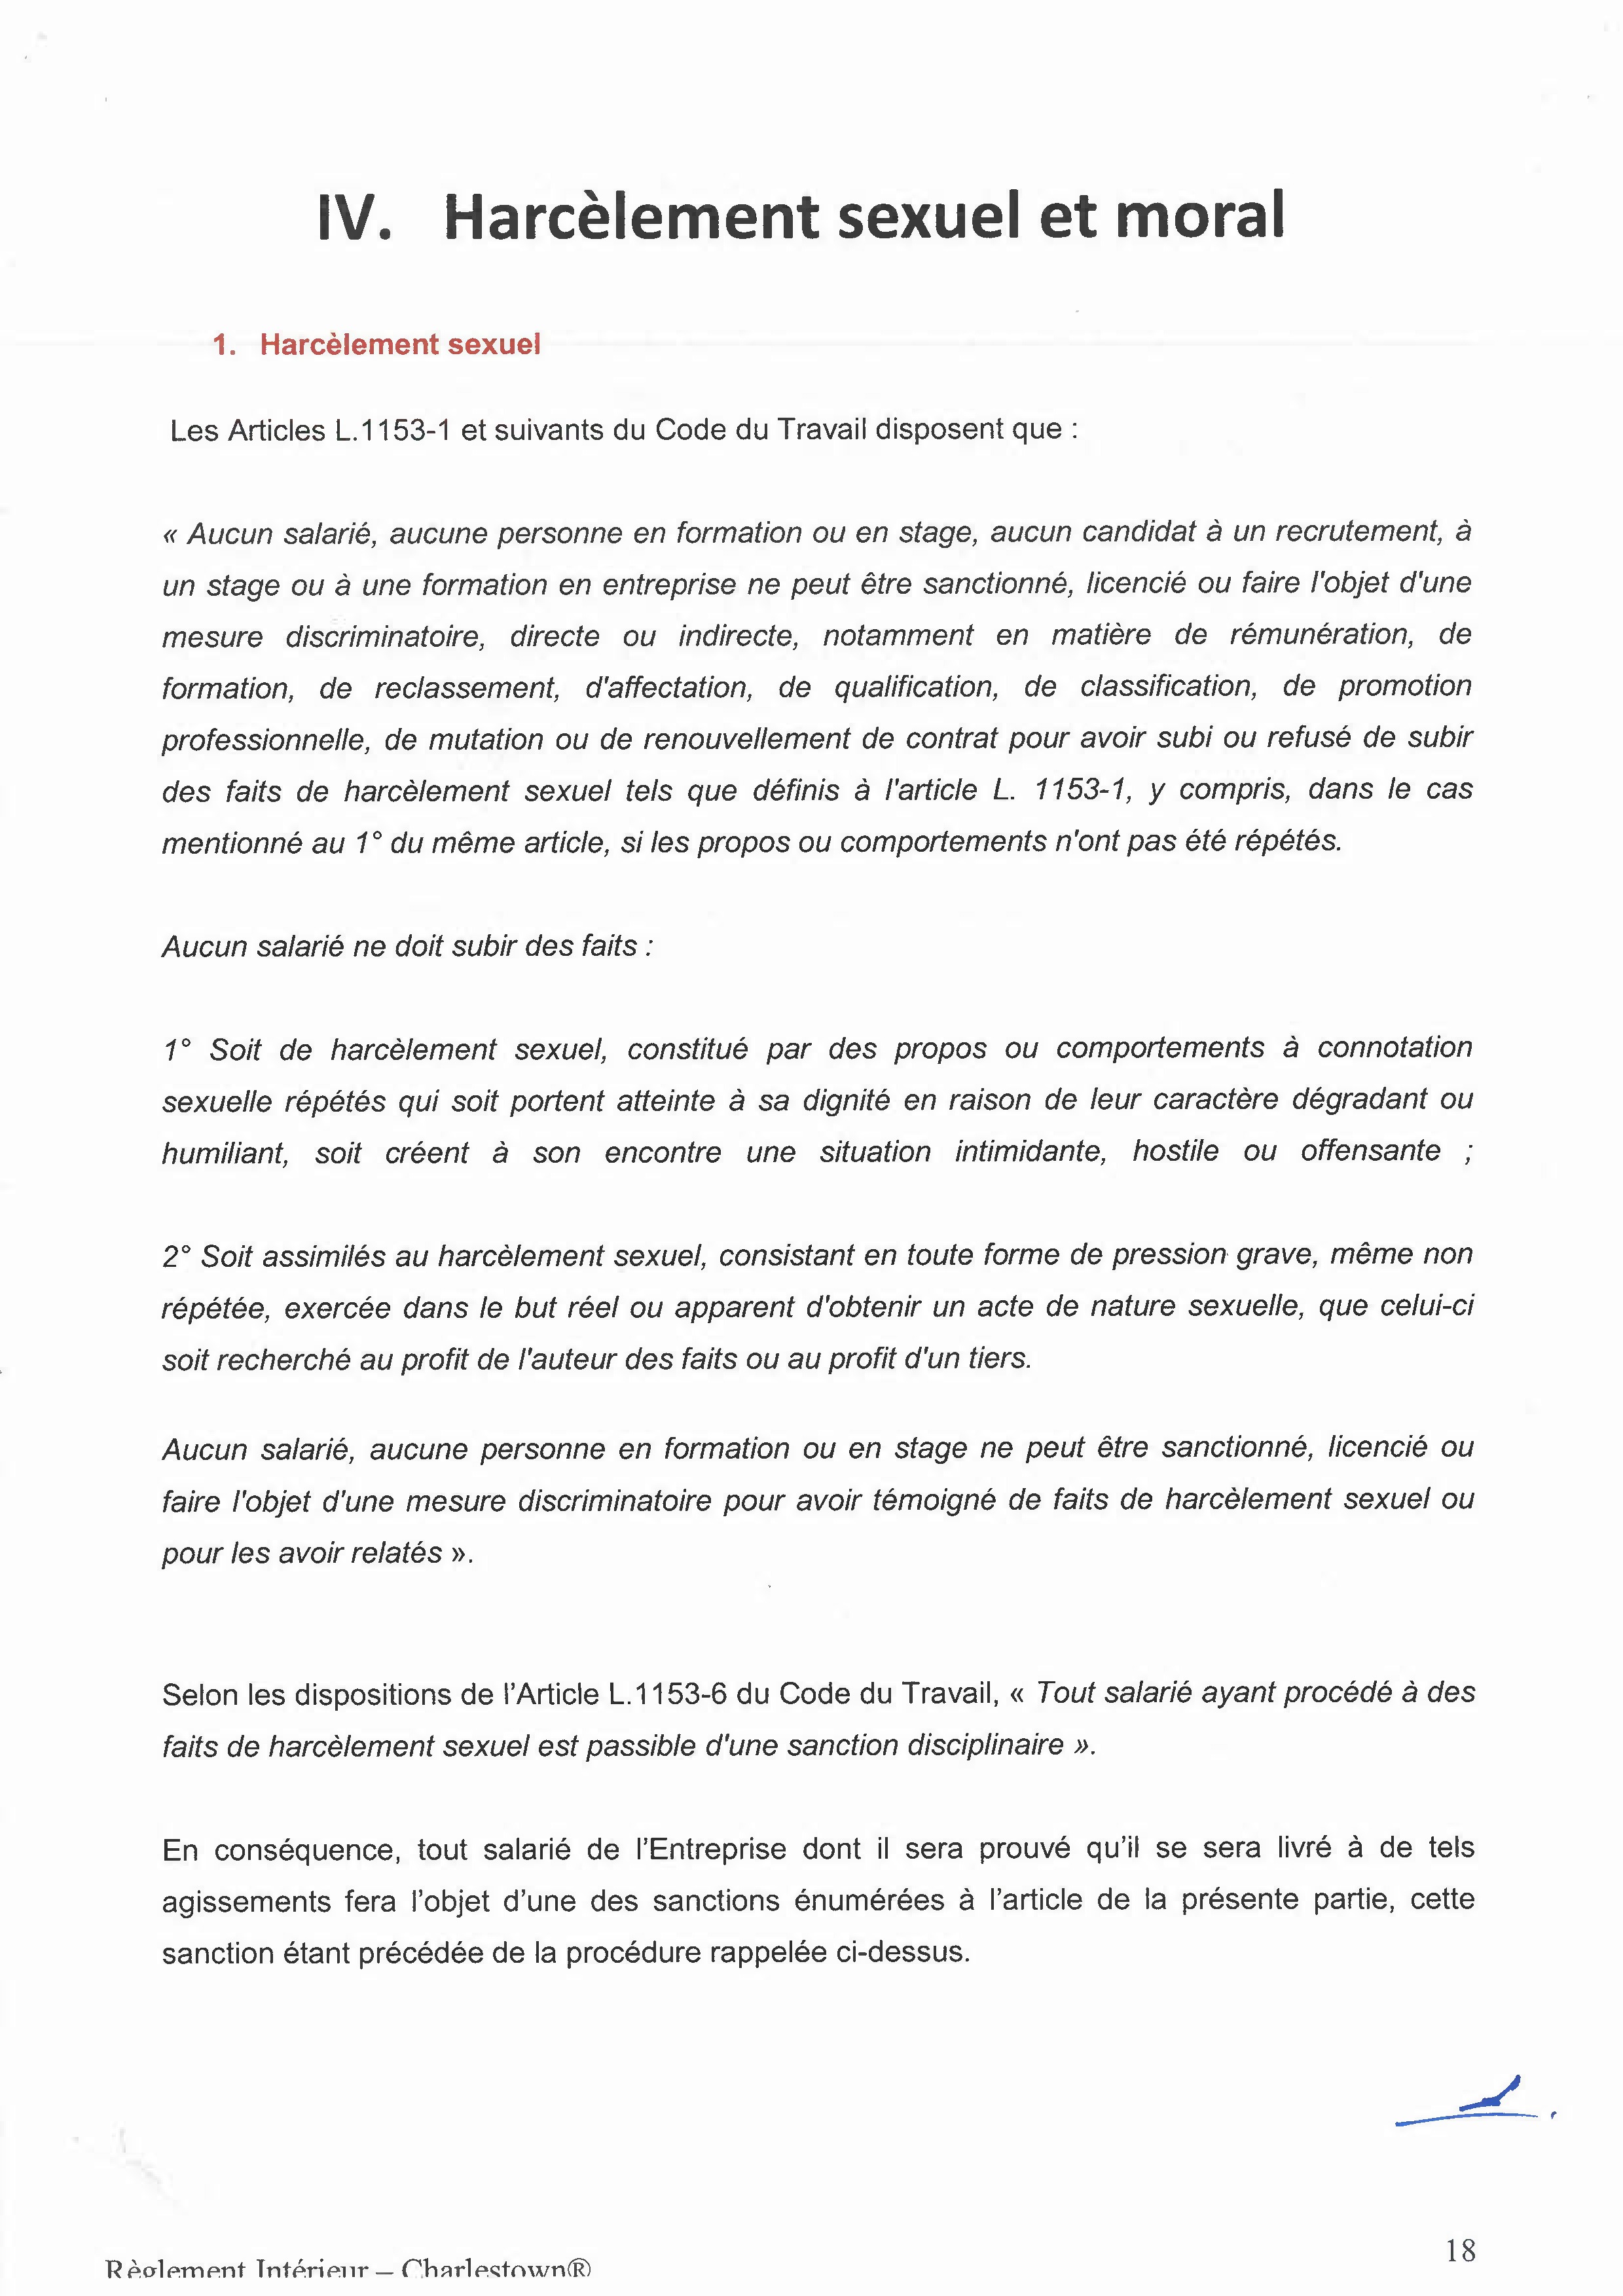 IV. Harcèlement sexuel et moral
1. Harcèlement sexuel
Les Articles L.1153-1 et suivants du Code du Travail disposent que :
« Aucun salarié, aucune personne en formation ou en stage, aucun candidat à un recrutement, à
un stage ou à une formation en entreprise ne peut être sanctionné, licencié ou faire l'objet d'une
mesure discriminatoire, directe ou indirecte, notamment en matière de rémunération, de
formation, de reclassement, d'affectation, de qualification, de classification, de promotion
professionnelle, de mutation ou de renouvellement de contrat pour avoir subi ou refusé de subir
des faits de harcèlement sexuel tels que définis à l'article L. 1153-1, y compris, dans le cas
mentionné au 1° du même article, si les propos ou comportements n'ont pas été répétés.
Aucun salarié ne doit subir des faits :
1° Soit de harcèlement sexuel, constitué par des propos ou comportements à connotation
sexuelle répétés qui soit portent atteinte à sa dignité en raison de leur caractère dégradant ou
humiliant, soit créent à son encontre une situation intimidante, hostile ou offensante ;
2° Soit assimilés au harcèlement sexuel, consistant en toute forme de pression grave, même non
répétée, exercée dans le but réel ou apparent d'obtenir un acte de nature sexuelle, que celui-ci
soit recherché au profit de l'auteur des faits ou au profit d'un tiers.
Aucun salarié, aucune personne en formation ou en stage ne peut être sanctionné, licencié ou
faire l'objet d'une mesure discriminatoire pour avoir témoigné de faits de harcèlement sexuel ou
pour les avoir relatés ».
Selon les dispositions de l’Article L.1153-6 du Code du Travail, « Tout salarié ayant procédé à des
faits de harcèlement sexuel est passible d'une sanction disciplinaire ».
En conséquence, tout salarié de l’Entreprise dont il sera prouvé qu’il se sera livré à de tels
agissements fera l’objet d’une des sanctions énumérées à l’article de la présente partie, cette
sanction étant précédée de la procédure rappelée ci-dessus.
18
Règlement Intérieur – Charlestown®